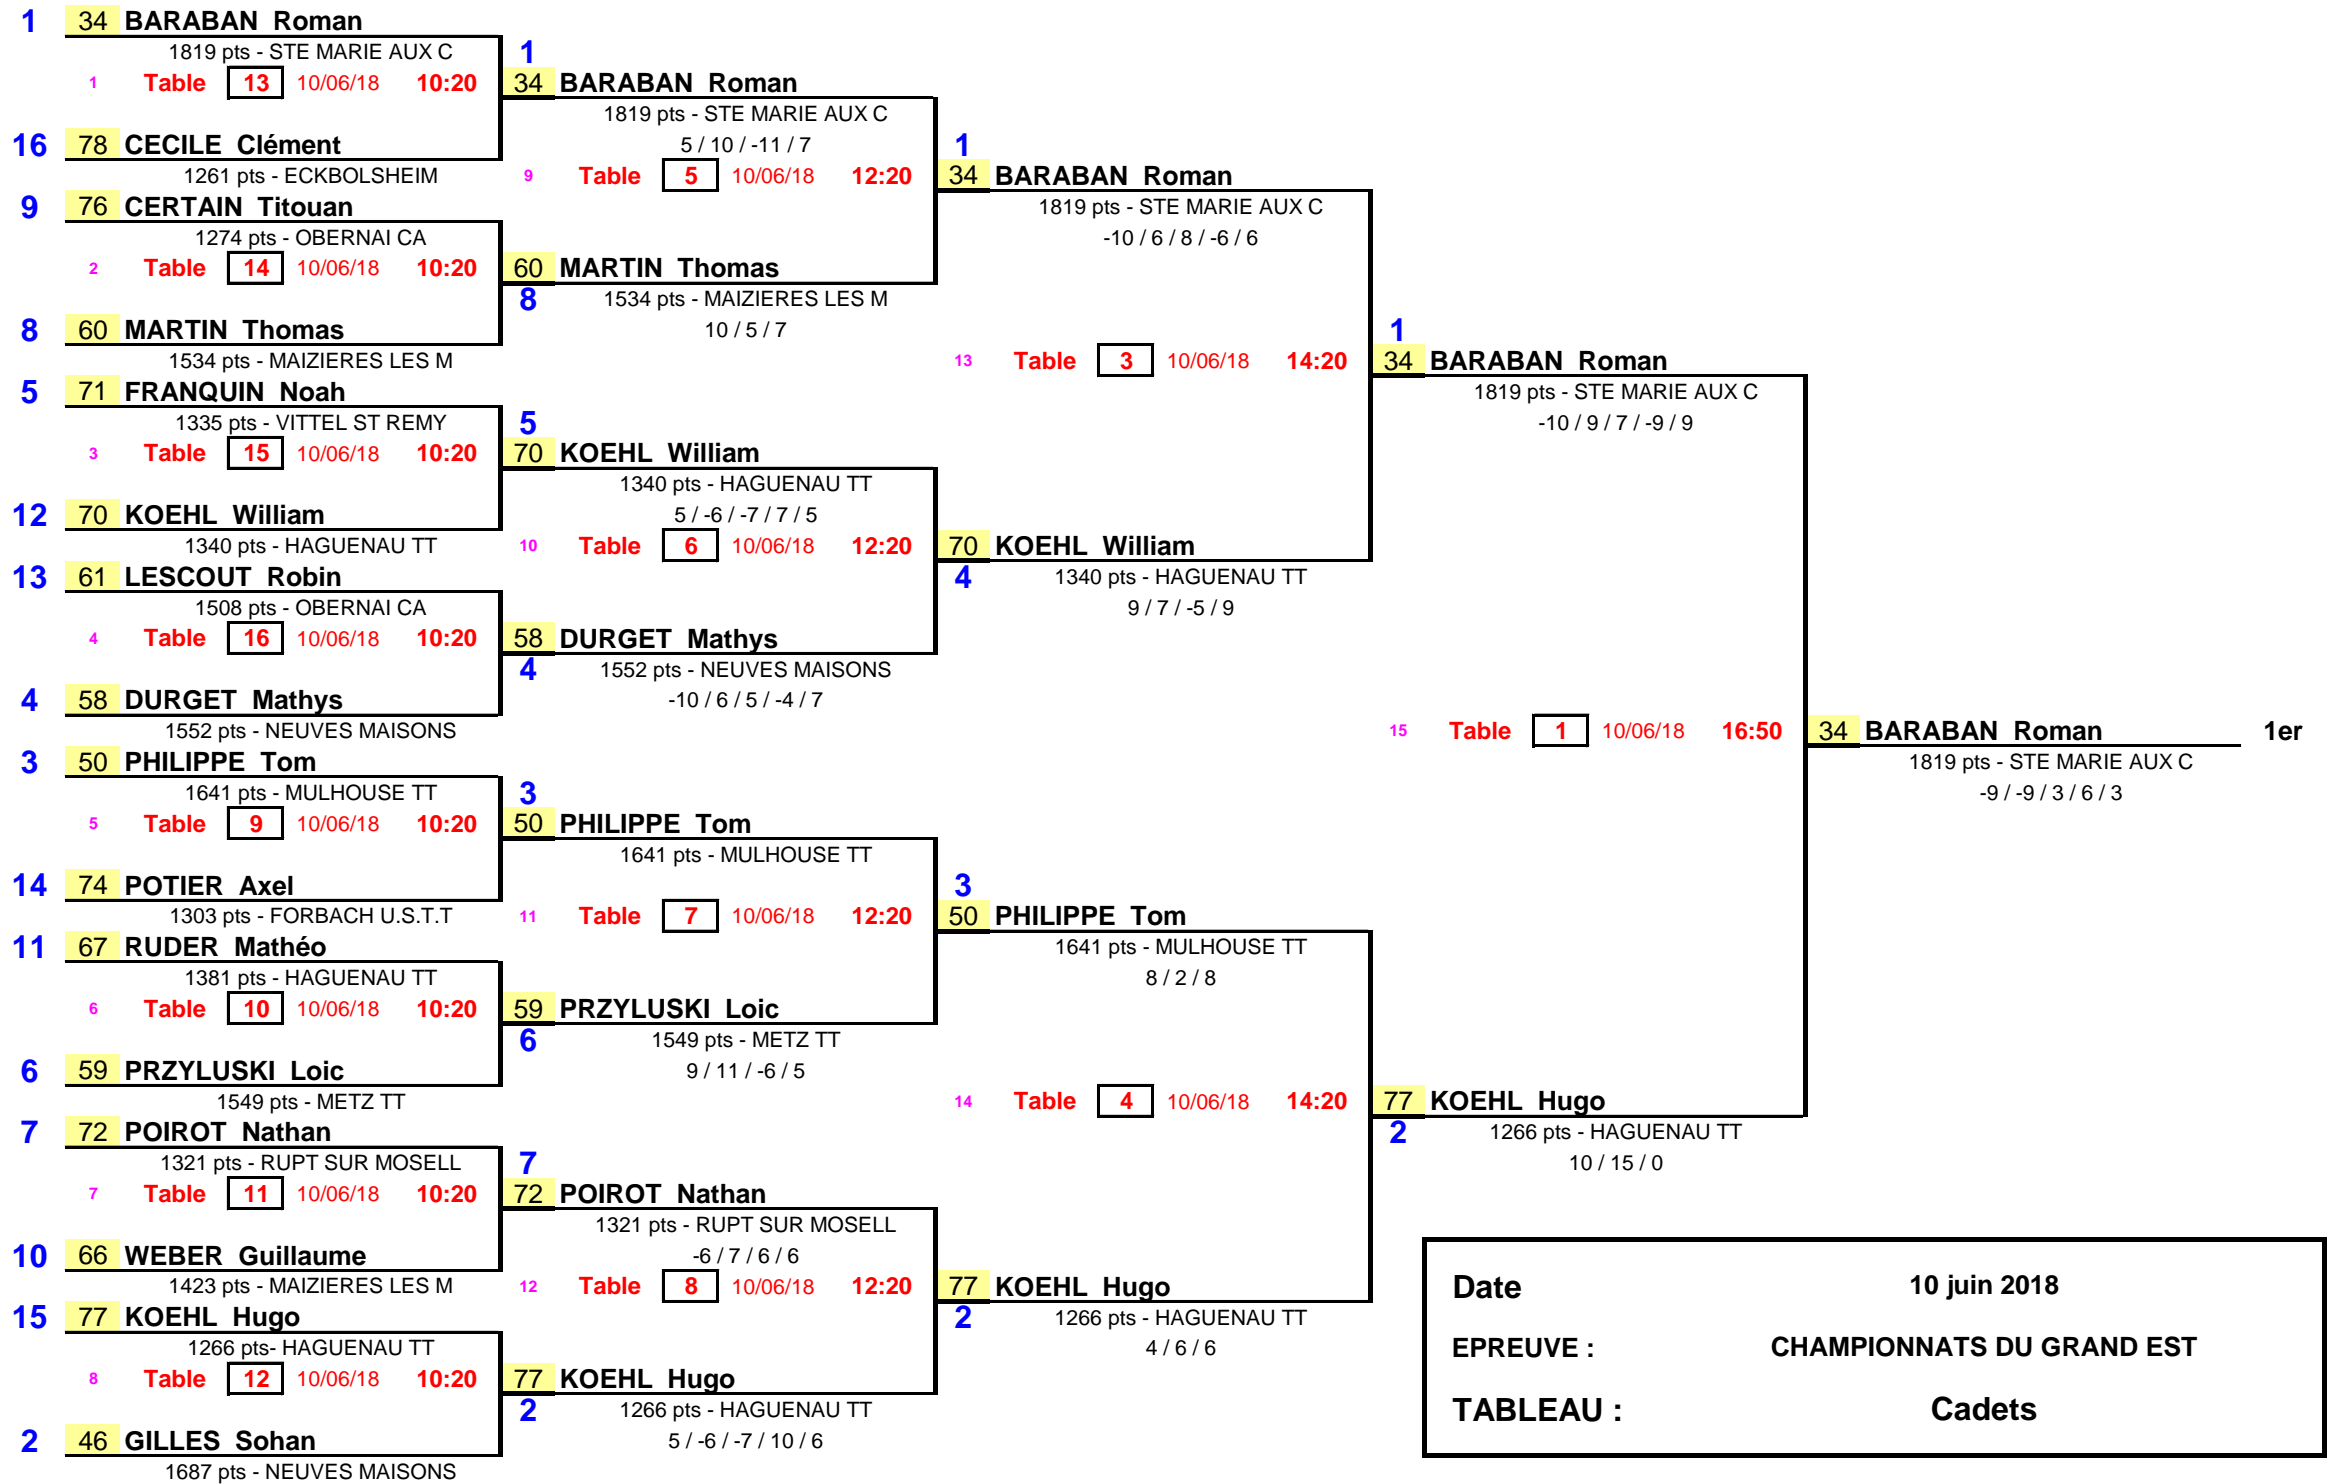 1 34 BARABAN Roman
1819 pts - STE MARIE AUX C
1 Table 13 10/06/18 10:20
16 78 CECILE Clément
1261 pts - ECKBOLSHEIM
9 76 CERTAIN Titouan
1274 pts - OBERNAI CA
2 Table 14 10/06/18 10:20
8 60 MARTIN Thomas
1534 pts - MAIZIERES LES M
5 71 FRANQUIN Noah
1335 pts - VITTEL ST REMY
3 Table 15 10/06/18 10:20
12 70 KOEHL William
1340 pts - HAGUENAU TT
13 61 LESCOUT Robin
1508 pts - OBERNAI CA
4 Table 16 10/06/18 10:20
4 58 DURGET Mathys
1552 pts - NEUVES MAISONS
3 50 PHILIPPE Tom
1641 pts - MULHOUSE TT
5 Table 9 10/06/18 10:20
14 74 POTIER Axel
1303 pts - FORBACH U.S.T.T
11 67 RUDER Mathéo
1381 pts - HAGUENAU TT
6 Table 10 10/06/18 10:20
6 59 PRZYLUSKI Loic
1549 pts - METZ TT
7 72 POIROT Nathan
1321 pts - RUPT SUR MOSELL
7 Table 11 10/06/18 10:20
10 66 WEBER Guillaume
1423 pts - MAIZIERES LES M
15 77 KOEHL Hugo
1266 pts- HAGUENAU TT
8 Table 12 10/06/18 10:20
2 46 GILLES Sohan
1687 pts - NEUVES MAISONS
1
34 BARABAN Roman
1819 pts - STE MARIE AUX C
5 / 10 / -11 / 7
9 Table 5 10/06/18 12:20
60 MARTIN Thomas
8
1534 pts - MAIZIERES LES M
10 / 5 / 7
5
70 KOEHL William
1340 pts - HAGUENAU TT
5 / -6 / -7 / 7 / 5
10 Table 6 10/06/18 12:20
58 DURGET Mathys
4
1552 pts - NEUVES MAISONS
-10 / 6 / 5 / -4 / 7
3
50 PHILIPPE Tom
1641 pts - MULHOUSE TT
11 Table 7 10/06/18 12:20
59 PRZYLUSKI Loic
6
1549 pts - METZ TT
9 / 11 / -6 / 5
7
72 POIROT Nathan
1321 pts - RUPT SUR MOSELL
-6 / 7 / 6 / 6
12 Table 8 10/06/18 12:20
77 KOEHL Hugo
2
1266 pts - HAGUENAU TT
5 / -6 / -7 / 10 / 6
1
34 BARABAN Roman
1819 pts - STE MARIE AUX C
-10 / 6 / 8 / -6 / 6
13 Table 3 10/06/18 14:20
70 KOEHL William
4
1340 pts - HAGUENAU TT
9 / 7 / -5 / 9
3
50 PHILIPPE Tom
1641 pts - MULHOUSE TT
8 / 2 / 8
14 Table 4 10/06/18 14:20
77 KOEHL Hugo
2
1266 pts - HAGUENAU TT
4 / 6 / 6
1
34 BARABAN Roman
1819 pts - STE MARIE AUX C
-10 / 9 / 7 / -9 / 9
15 Table 1 10/06/18 16:50
77 KOEHL Hugo
2
1266 pts - HAGUENAU TT
10 / 15 / 0
34 BARABAN Roman 1er
1819 pts - STE MARIE AUX C
-9 / -9 / 3 / 6 / 3
Date 10 juin 2018
EPREUVE : CHAMPIONNATS DU GRAND EST
TABLEAU : Cadets